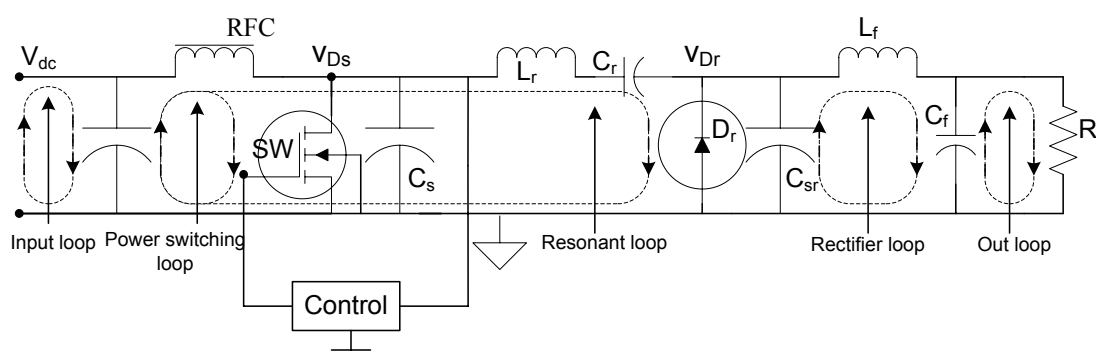 RFC
L_f
V_dc
v_Ds
L_r
C_r
v_Dr
C_f
R
SW
C_s
D_r
C_sr
Input loop
Power switching
loop
Resonant loop
Rectifier loop
Out loop
Control